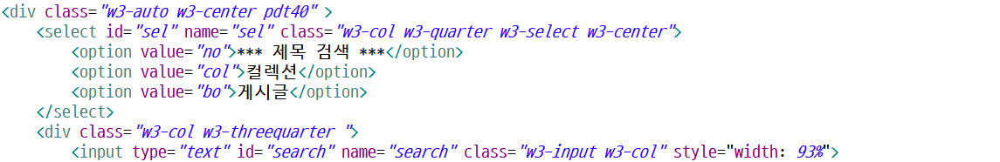 <div class="w3-auto w3-center pdt40" >
<select id="sel" name="sel" class="w3-col w3-quarter w3-select w3-center">
<option value="no">*** 제목 검색 ***</option>
<option value="col">컬렉션</option>
<option value="bo">게시글</option>
</select>
<div class="w3-col w3-threequarter ">
<input type="text" id="search" name="search" class="w3-input w3-col" style="width: 93%">